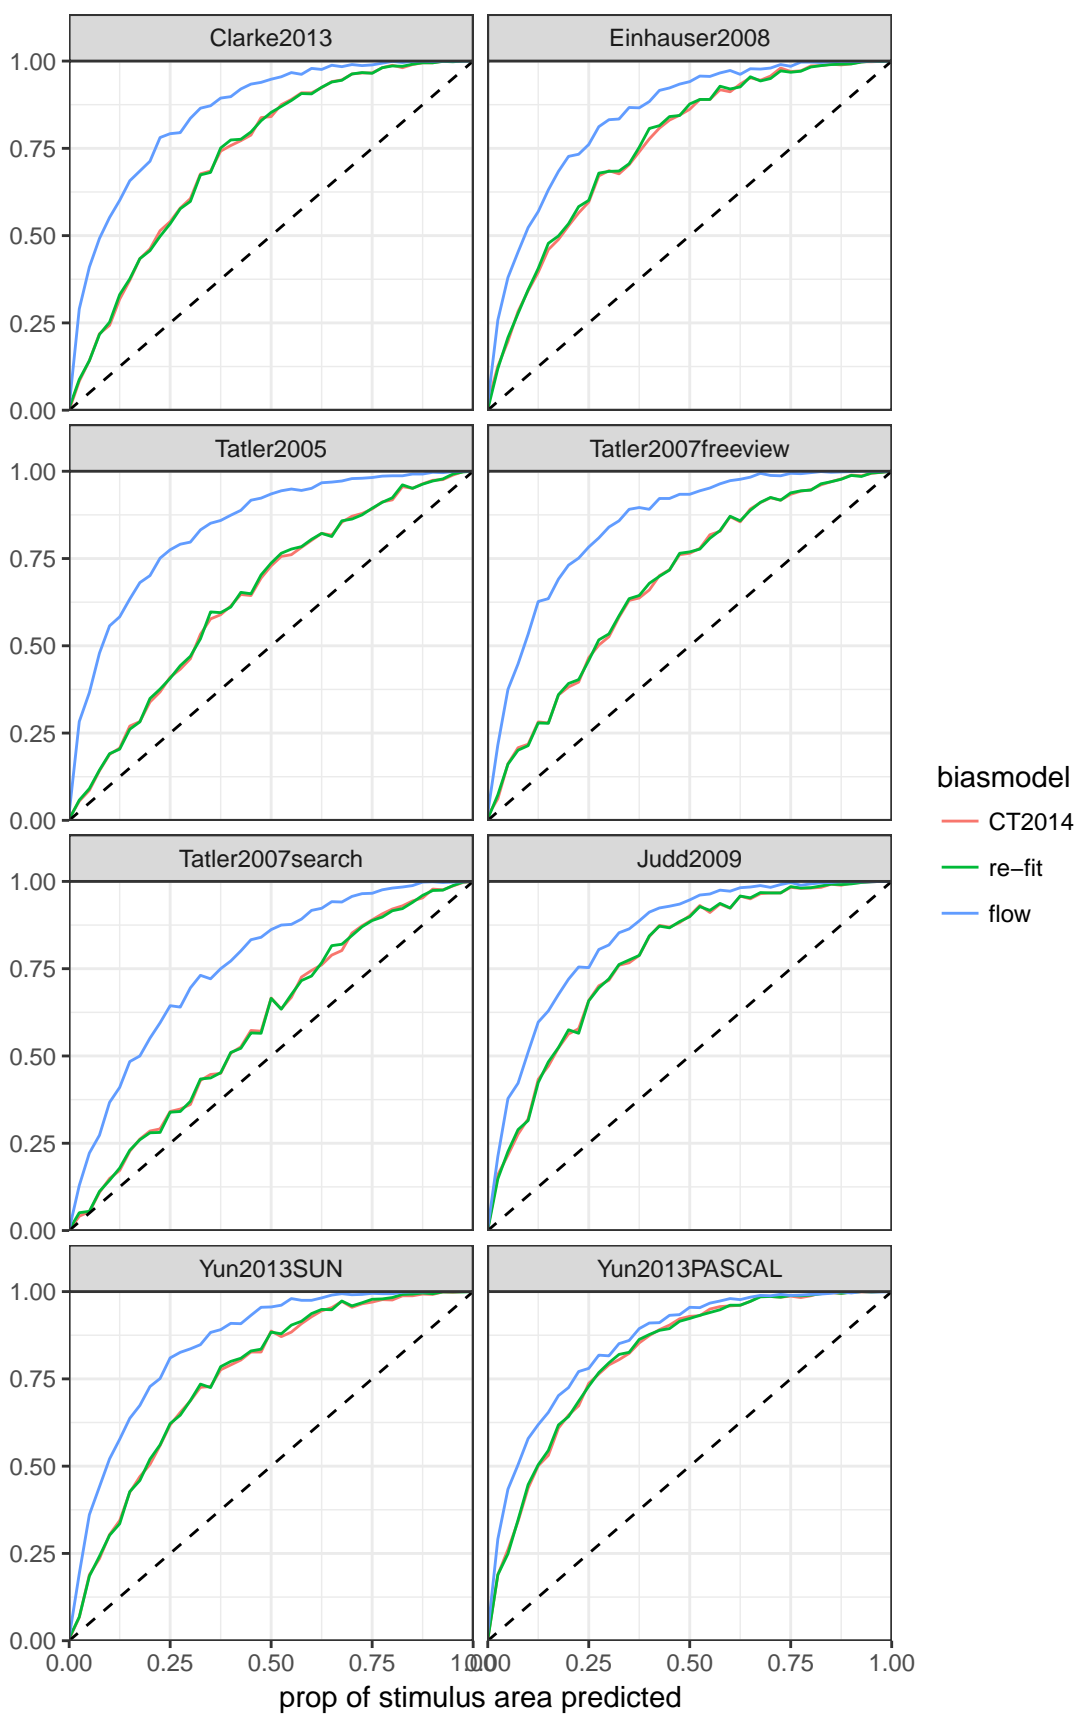 Clarke2013 Einhauser2008
1.00
0.75
0.50
0.25
0.00
Tatler2005 Tatler2007freeview
1.00
0.75
0.50
0.25
0.00
Tatler2007search Judd2009
1.00
0.75
0.50
0.25
0.00
Yun2013SUN Yun2013PASCAL
1.00
0.75
0.50
0.25
0.00
0.00 0.25 0.50 0.75 1.00 0.00 0.25 0.50 0.75 1.00
prop of stimulus area predicted
biasmodel
CT2014
re−fit
flow